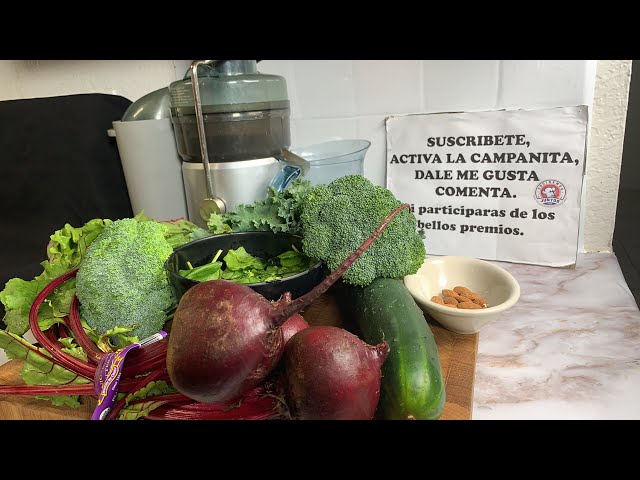 SUSCRIBETE,
ACTIVA LA CAMPANITA,
DALE ME GUSTA
COMENTA.
participaras de los
bellos premios.